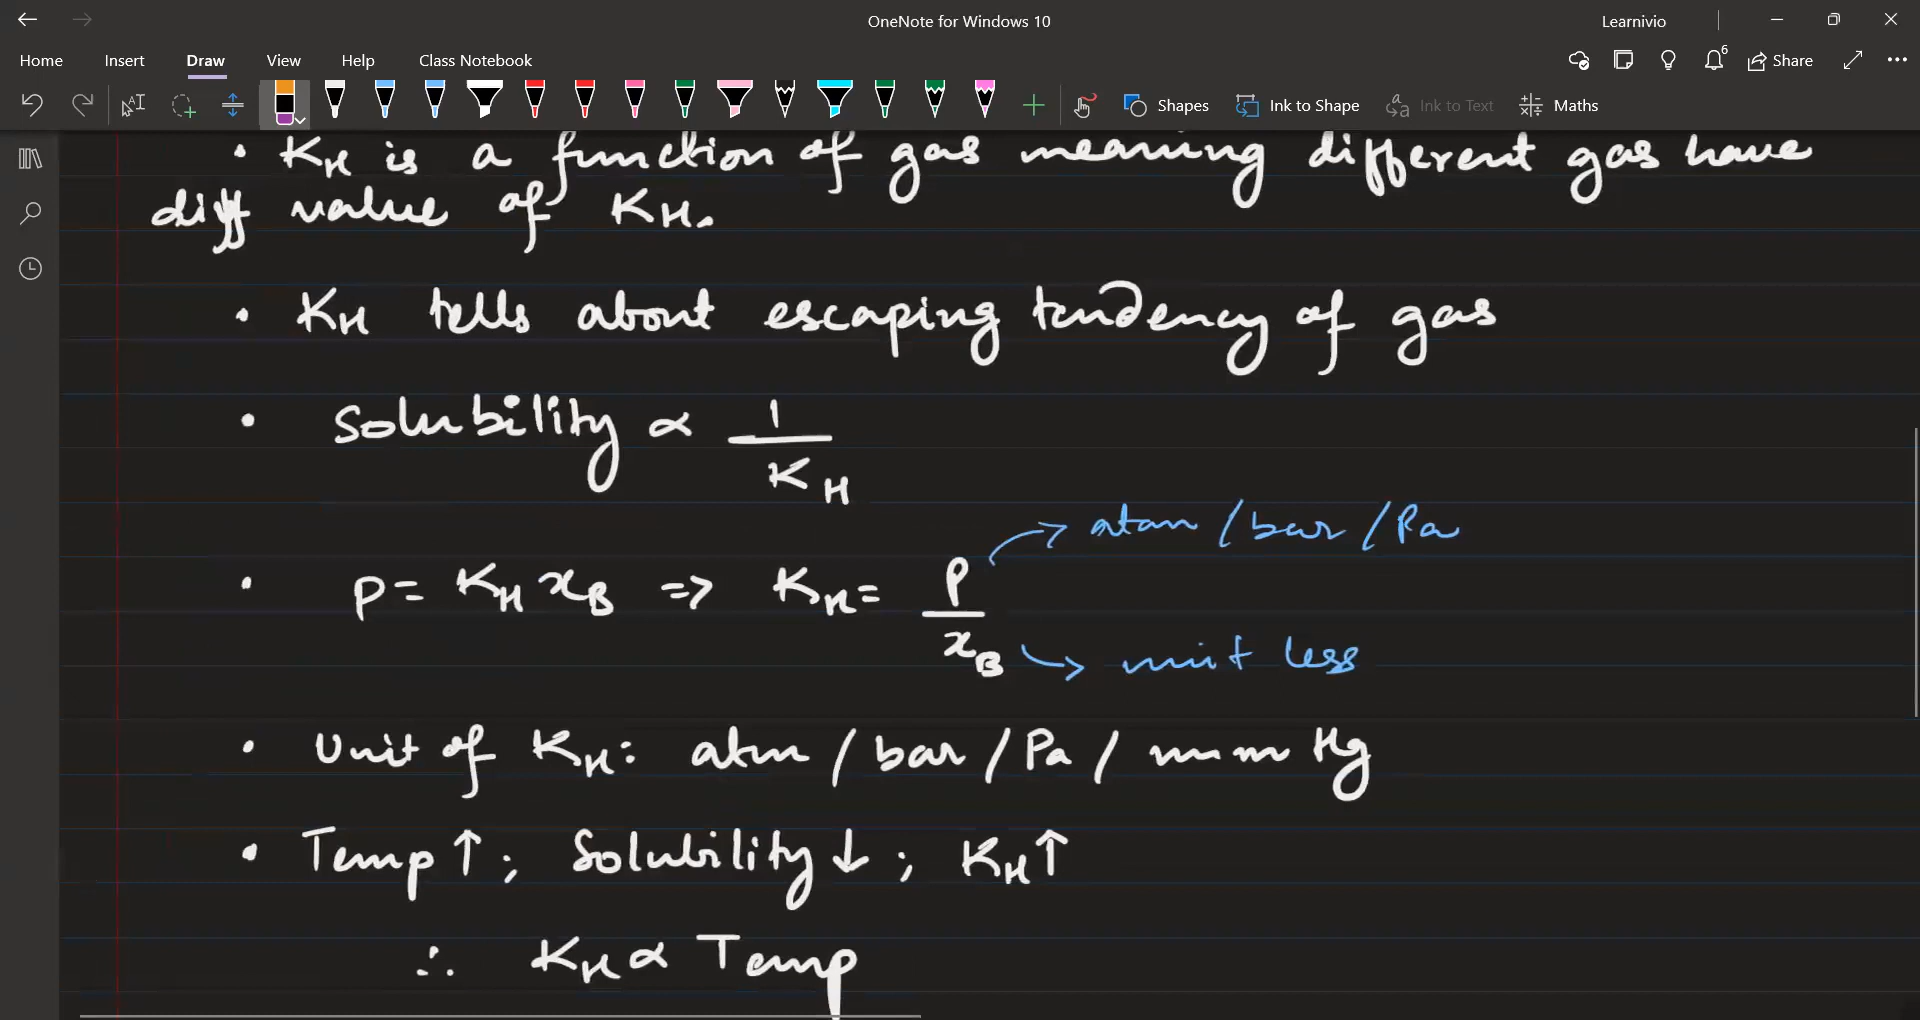 OneNote for Windows 10
Learnivio
Home Insert Draw View Help Class Notebook
6
Share
Shapes Ink to Shape Ink to Text Maths
• KH is a function of gas meaning different gas have
diff value of KH.
• KH tells about escaping tendency of gas
• Solubility ∝ 1/KH
→ atm / bar / Pa
• p = KH xB => KH = p/xB
→ unit less
• Unit of KH: atm / bar / Pa / mm Hg
• Temp ↑; Solubility ↓; KH ↑
∴ KH ∝ Temp